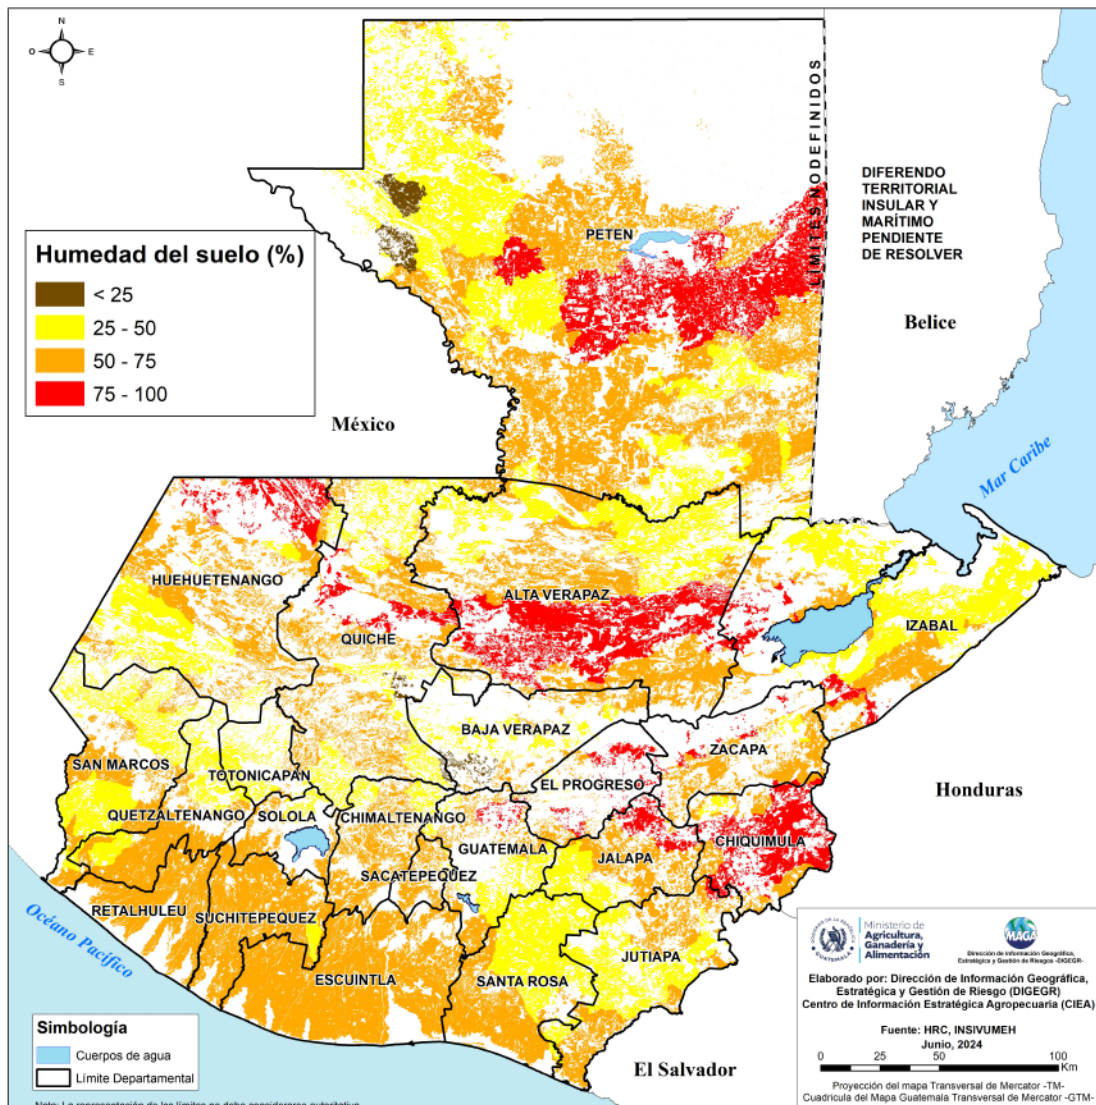 N
O E
S
LÍMITES NODEFINIDOS
DIFERENDO
TERRITORIAL
INSULAR Y
MARÍTIMO
PENDIENTE
DE RESOLVER
PETEN
Humedad del suelo (%)
< 25
25 - 50
50 - 75
75 - 100
Belice
México
Mar Caribe
HUEHUETENANGO
ALTA VERAPAZ
QUICHE
IZABAL
BAJA VERAPAZ
ZACAPA
SAN MARCOS
TOTONICAPAN
EL PROGRESO
Honduras
QUETZALTENANGO
SOLOLA
CHIMALTENANGO
GUATEMALA
JALAPA
CHIQUIMULA
SACATEPEQUEZ
RETALHULEU
SUCHITEPEQUEZ
Océano Pacífico
ESCUINTLA
SANTA ROSA
JUTIAPA
El Salvador
Simbología
Cuerpos de agua
Límite Departamental
Ministerio de
Agricultura,
Ganadería y
Alimentación
MAGA
Dirección de Información Geográfica,
Estratégica y Gestión de Riesgos -DIGEGR-
Elaborado por: Dirección de Información Geográfica,
Estratégica y Gestión de Riesgo (DIGEGR)
Centro de Información Estratégica Agropecuaria (CIEA)
Fuente: HRC, INSIVUMEH
Junio, 2024
0 25 50 100
Km
Proyección del mapa Transversal de Mercator -TM-
Cuadricula del Mapa Guatemala Transversal de Mercator -GTM-